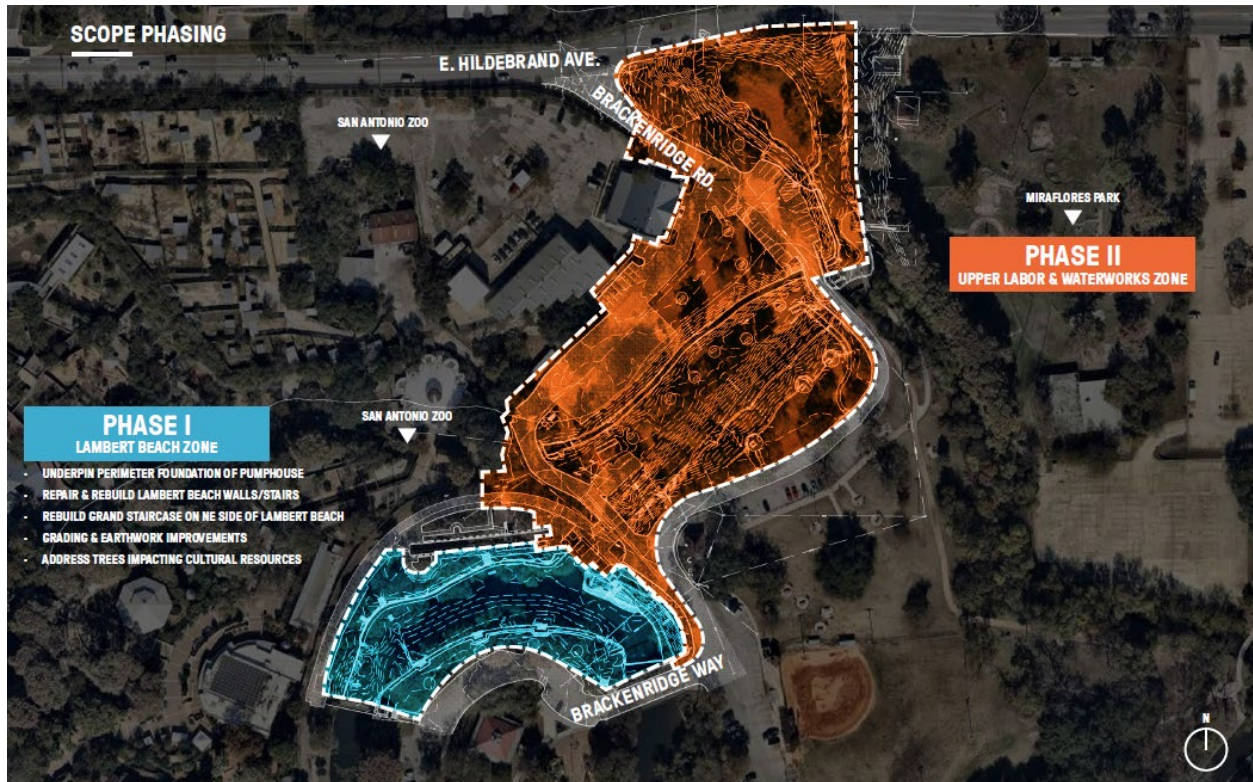 SCOPE PHASING
E. HILDEBRAND AVE.
BRACKENRIDGE RD.
SAN ANTONIO ZOO
MIRAFLORES PARK
PHASE II
UPPER LABOR & WATERWORKS ZONE
PHASE I
LAMBERT BEACH ZONE
- UNDERPIN PERIMETER FOUNDATION OF PUMPHOUSE
- REPAIR & REBUILD LAMBERT BEACH WALLS/STAIRS
- REBUILD GRAND STAIRCASE ON NE SIDE OF LAMBERT BEACH
- GRADING & EARTHWORK IMPROVEMENTS
- ADDRESS TREES IMPACTING CULTURAL RESOURCES
SAN ANTONIO ZOO
BRACKENRIDGE WAY
N